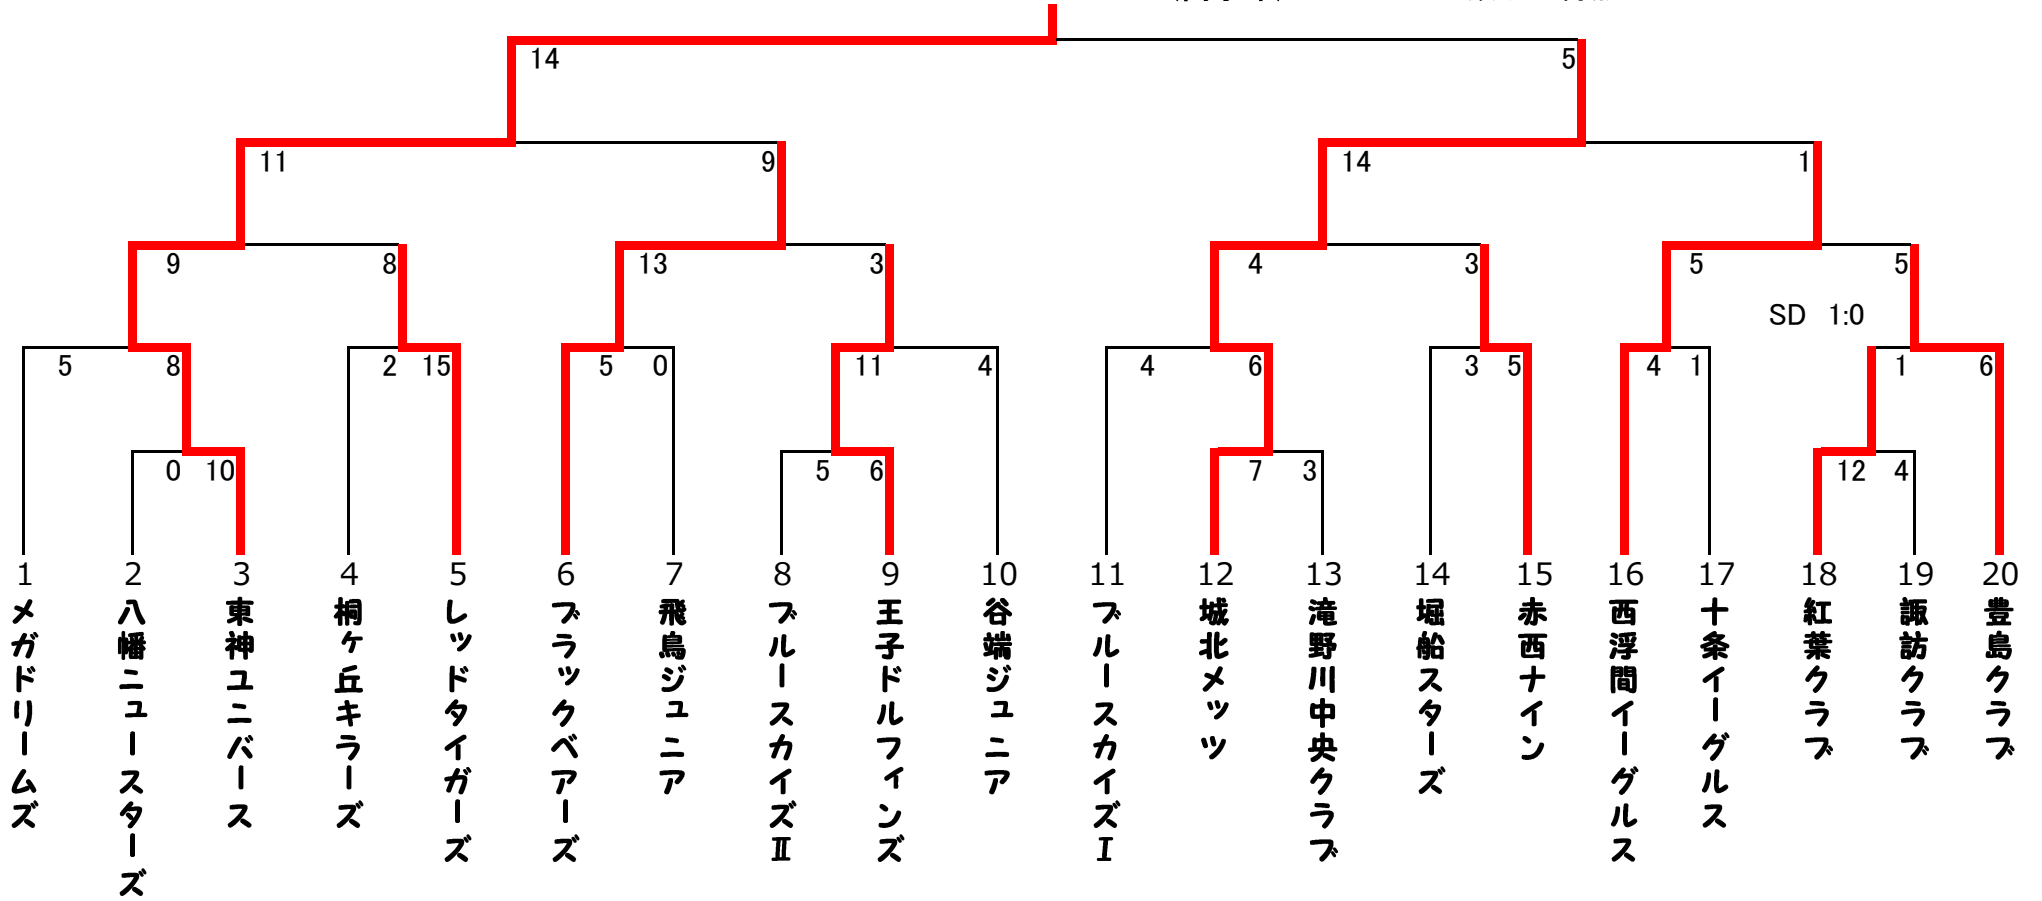 14 5
11 9 14 1
9 8 13 3 4 3 5 5
SD 1:0
5 8 2 15 5 0 11 4 4 6 3 5 4 1 1 6
0 10 5 6 7 3 12 4
1 2 3 4 5 6 7 8 9 10 11 12 13 14 15 16 17 18 19 20
メガドリームズ
八幡ニュースターズ
東神ユニバース
桐ヶ丘キラーズ
レッドタイガーズ
ブラックベアーズ
飛鳥ジュニア
ブルースカイズⅡ
王子ドルフィンズ
谷端ジュニア
ブルースカイズⅠ
城北メッツ
滝野川中央クラブ
堀船スターズ
赤西ナイン
西浮間イーグルス
十条イーグルス
紅葉クラブ
諏訪クラブ
豊島クラブ